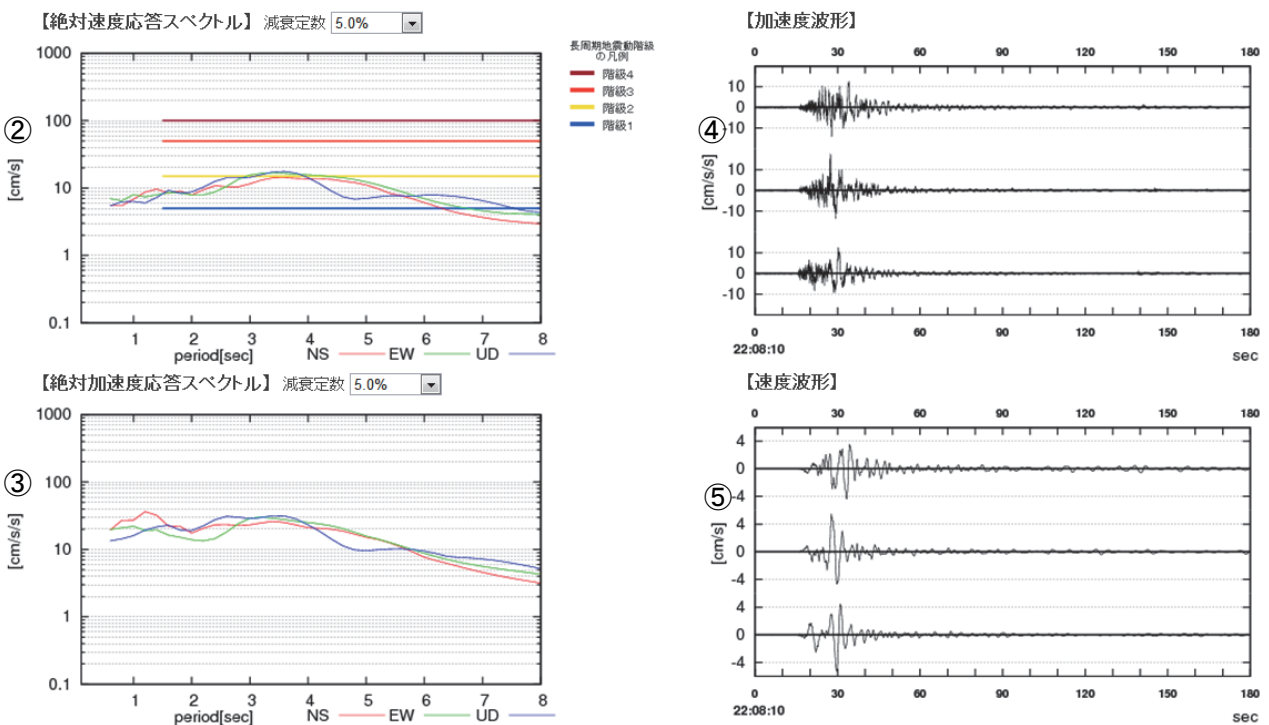 【絶対速度応答スペクトル】 減衰定数 5.0%
②
1000
100
10
1
0.1
[cm/s]
1 2 3 4 5 6 7 8
period[sec] NS EW UD
長周期地震動階級
の凡例
階級4
階級3
階級2
階級1
【加速度波形】
④
0 30 60 90 120 150 180
10
0
-10
10
0
-10
10
0
-10
[cm/s/s]
0 30 60 90 120 150 180
22:08:10
sec
【絶対加速度応答スペクトル】 減衰定数 5.0%
③
1000
100
10
1
0.1
[cm/s/s]
1 2 3 4 5 6 7 8
period[sec] NS EW UD
【速度波形】
⑤
0 30 60 90 120 150 180
4
0
-4
4
0
-4
4
0
-4
[cm/s]
0 30 60 90 120 150 180
22:08:10
sec